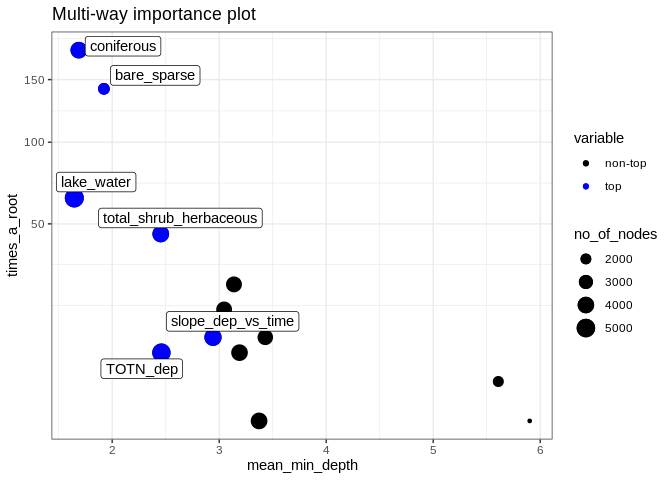 Multi-way importance plot
coniferous
bare_sparse
lake_water
total_shrub_herbaceous
slope_dep_vs_time
TOTN_dep
150
100
50
times_a_root
2
3
4
5
6
mean_min_depth
variable
non-top
top
no_of_nodes
2000
3000
4000
5000